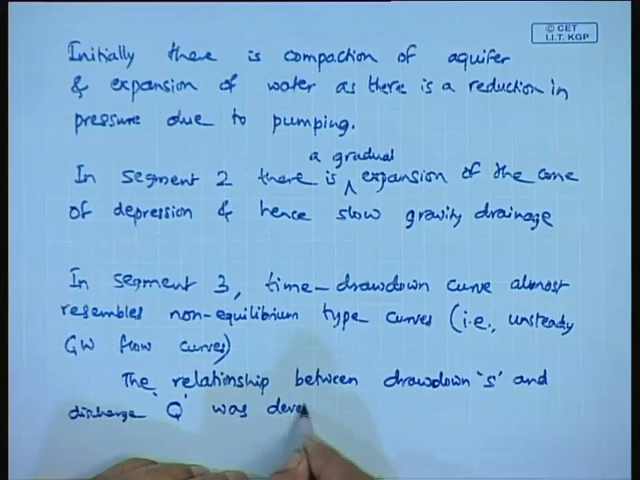 © CET
I.I.T. KGP
Initially there is compaction of aquifer
& expansion of water as there is a reduction in
pressure due to pumping.
a gradual
In segment 2 there is ^ expansion of the cone
of depression & hence slow gravity drainage
In segment 3, time-drawdown curve almost
resembles non-equilibrium type curves (i.e., unsteady
GW flow curves)
The relationship between drawdown 's' and
discharge 'Q' was deve